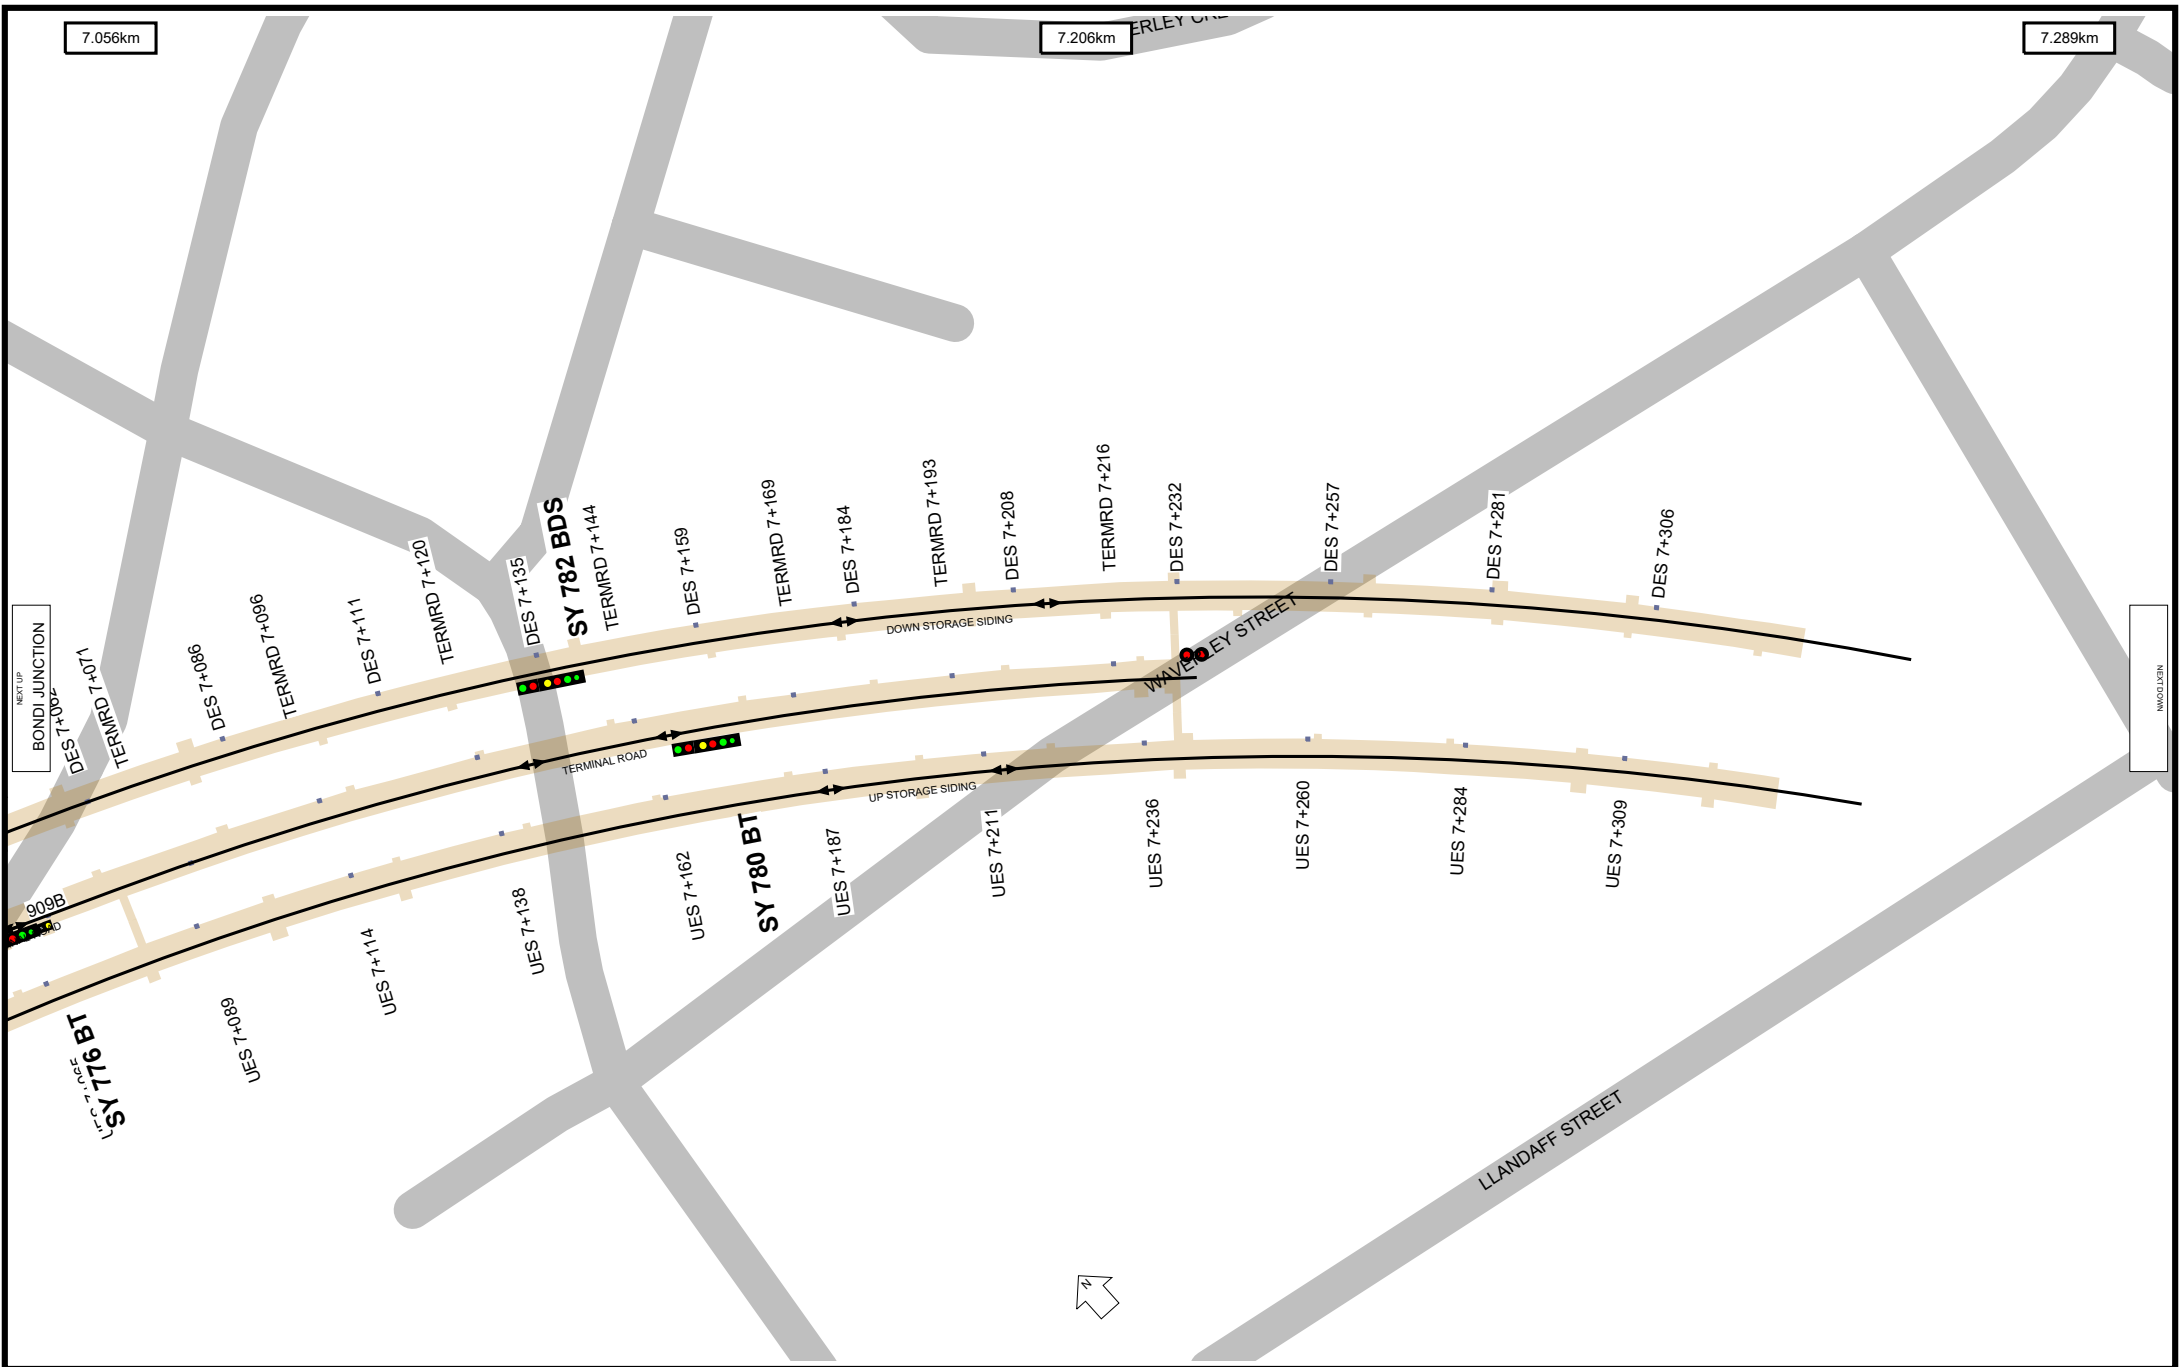 7.056km
7.206km
7.289km
ERLEY CRE
NEXT UP
BONDI JUNCTION
NEXT DOWN
TERMRD 7+071
DES 7+086
TERMRD 7+096
DES 7+111
TERMRD 7+120
DES 7+135
SY 782 BDS
TERMRD 7+144
DES 7+159
TERMRD 7+169
DES 7+184
TERMRD 7+193
DES 7+208
TERMRD 7+216
DES 7+232
DES 7+257
DES 7+281
DES 7+306
DOWN STORAGE SIDING
WAVERLEY STREET
TERMINAL ROAD
UP STORAGE SIDING
909B
SY 776 BT
UES 7+089
UES 7+114
UES 7+138
UES 7+162
SY 780 BT
UES 7+187
UES 7+211
UES 7+236
UES 7+260
UES 7+284
UES 7+309
LLANDAFF STREET
N